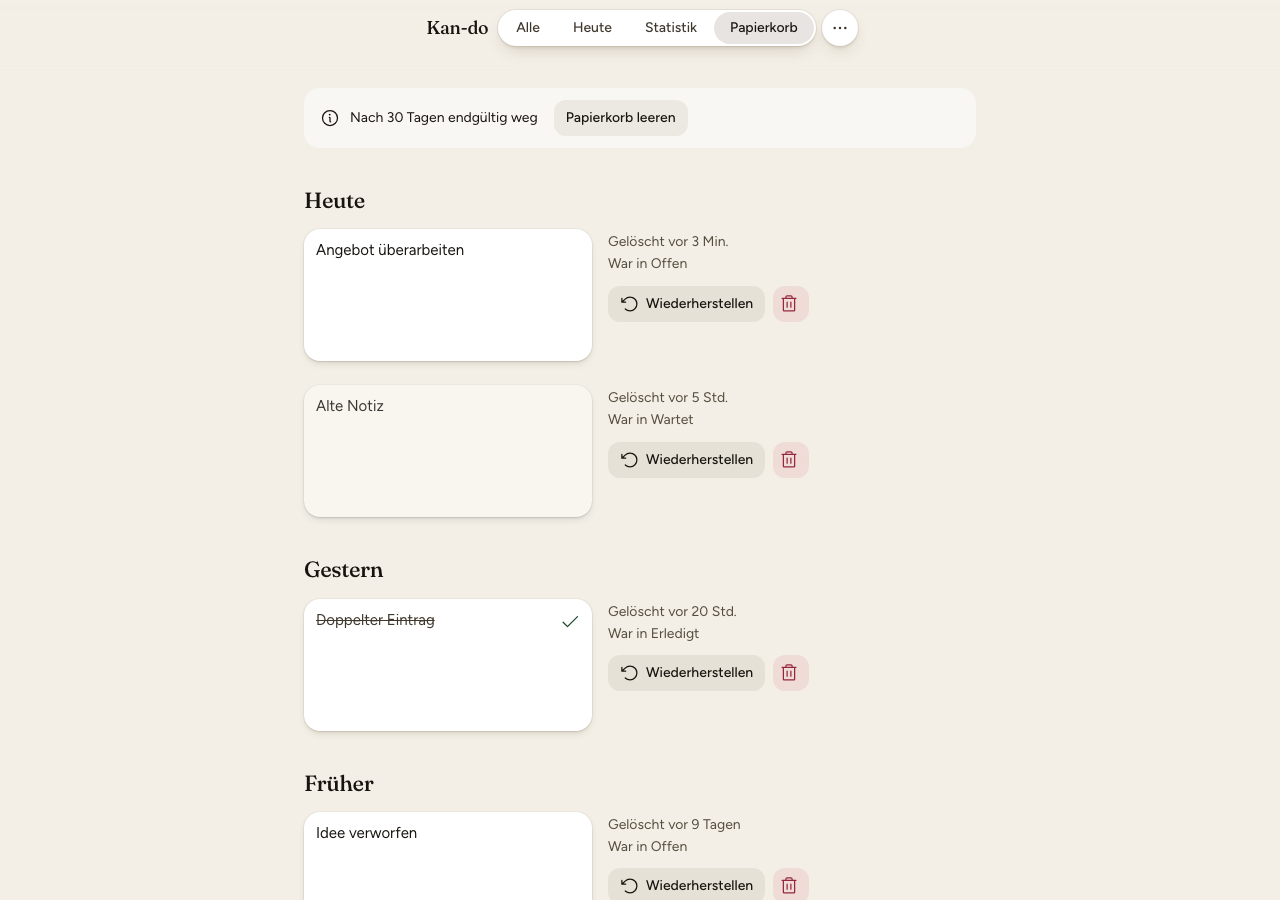 Kan-do Alle Heute Statistik Papierkorb
Nach 30 Tagen endgültig weg Papierkorb leeren
Heute
Angebot überarbeiten
Gelöscht vor 3 Min.
War in Offen
Wiederherstellen
Alte Notiz
Gelöscht vor 5 Std.
War in Wartet
Wiederherstellen
Gestern
Doppelter Eintrag
Gelöscht vor 20 Std.
War in Erledigt
Wiederherstellen
Früher
Idee verworfen
Gelöscht vor 9 Tagen
War in Offen
Wiederherstellen